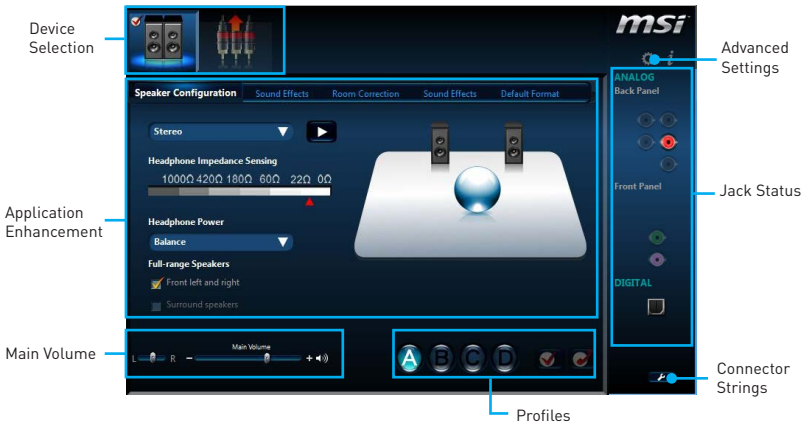 Device
Selection
msi
Advanced
Settings
ANALOG
Back Panel
Speaker Configuration
Sound Effects
Room Correction
Sound Effects
Default Format
Stereo
Headphone Impedance Sensing
1000Ω 420Ω 180Ω 60Ω 22Ω 0Ω
Front Panel
Jack Status
Application
Enhancement
Headphone Power
Balance
Full-range Speakers
Front left and right
Surround speakers
DIGITAL
Main Volume
Main Volume
L
R
-
+
A
B
C
D
Connector
Strings
Profiles